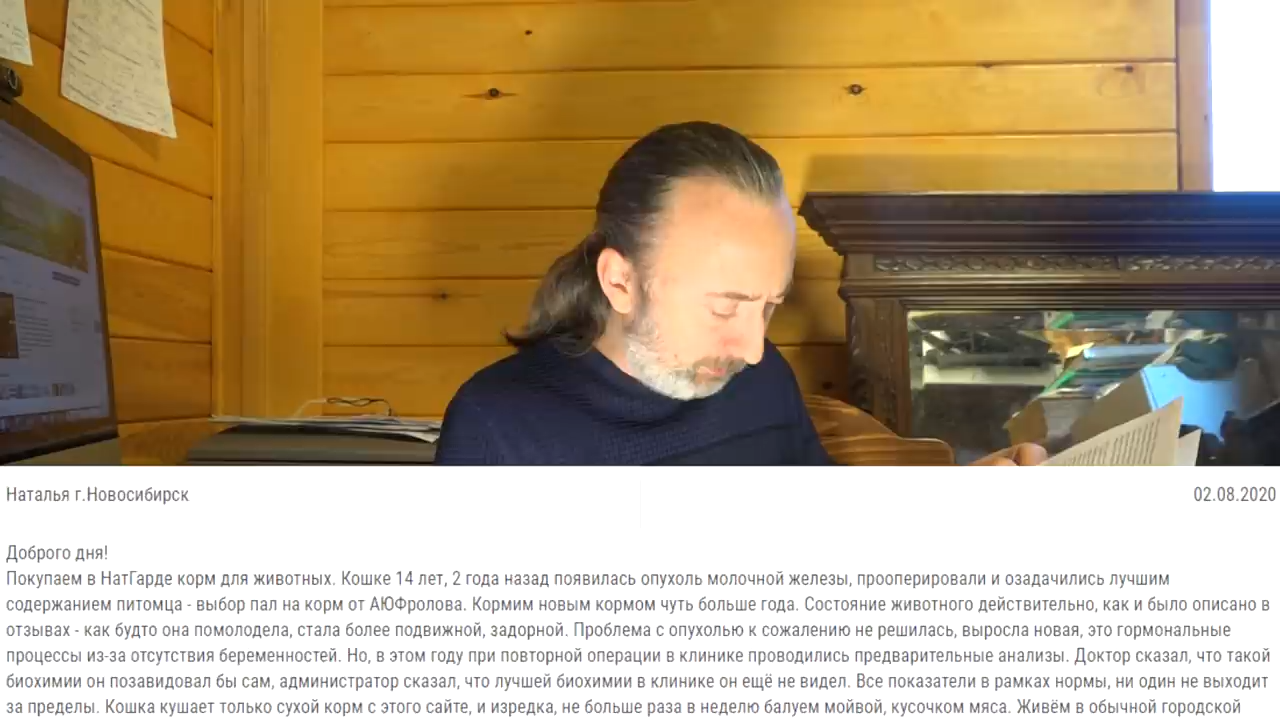 Наталья г.Новосибирск
02.08.2020
Доброго дня!
Покупаем в НатГарде корм для животных. Кошке 14 лет, 2 года назад появилась опухоль молочной железы, прооперировали и озадачились лучшим
содержанием питомца - выбор пал на корм от АЮФролова. Кормим новым кормом чуть больше года. Состояние животного действительно, как и было описано в
отзывах - как будто она помолодела, стала более подвижной, задорной. Проблема с опухолью к сожалению не решилась, выросла новая, это гормональные
процессы из-за отсутствия беременностей. Но, в этом году при повторной операции в клинике проводились предварительные анализы. Доктор сказал, что такой
биохимии он позавидовал бы сам, администратор сказал, что лучшей биохимии в клинике он ещё не видел. Все показатели в рамках нормы, ни один не выходит
за пределы. Кошка кушает только сухой корм с этого сайте, и изредка, не больше раза в неделю балуем мойвой, кусочком мяса. Живём в обычной городской